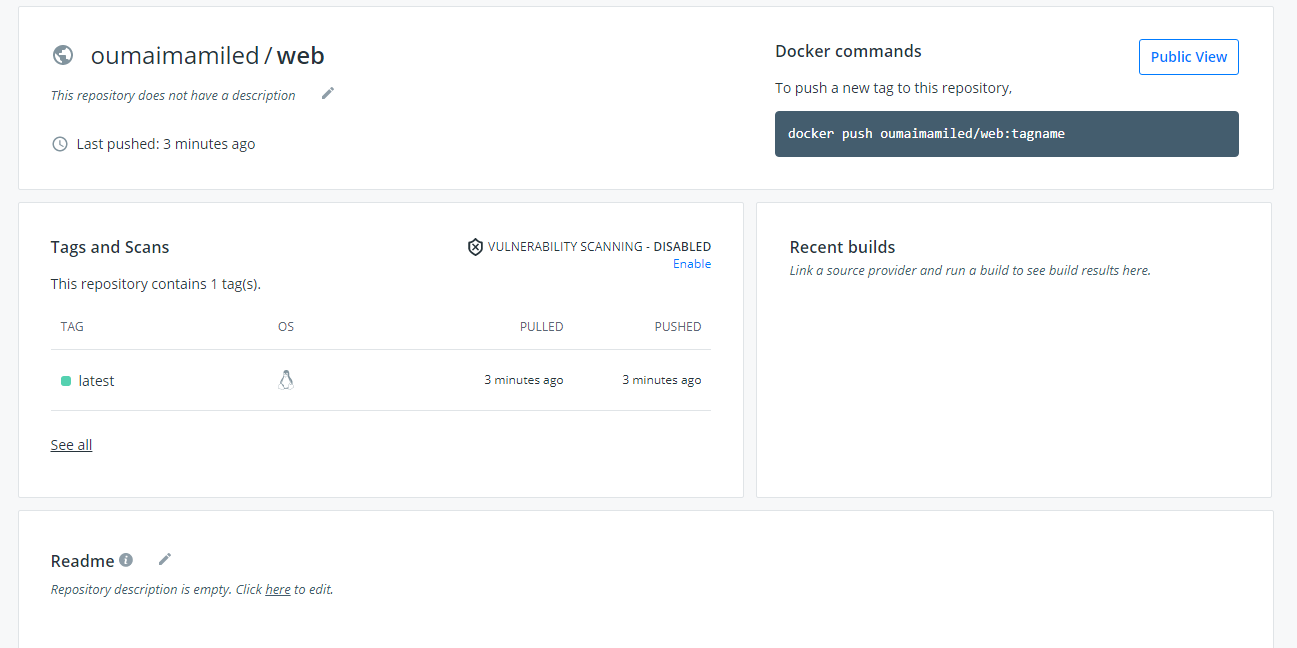 oumaimamiled / web
This repository does not have a description
Last pushed: 3 minutes ago
Docker commands
Public View
To push a new tag to this repository,
docker push oumaimamiled/web:tagname
Tags and Scans
VULNERABILITY SCANNING - DISABLED
Enable
This repository contains 1 tag(s).
TAG OS PULLED PUSHED
latest 3 minutes ago 3 minutes ago
See all
Recent builds
Link a source provider and run a build to see build results here.
Readme
Repository description is empty. Click here to edit.